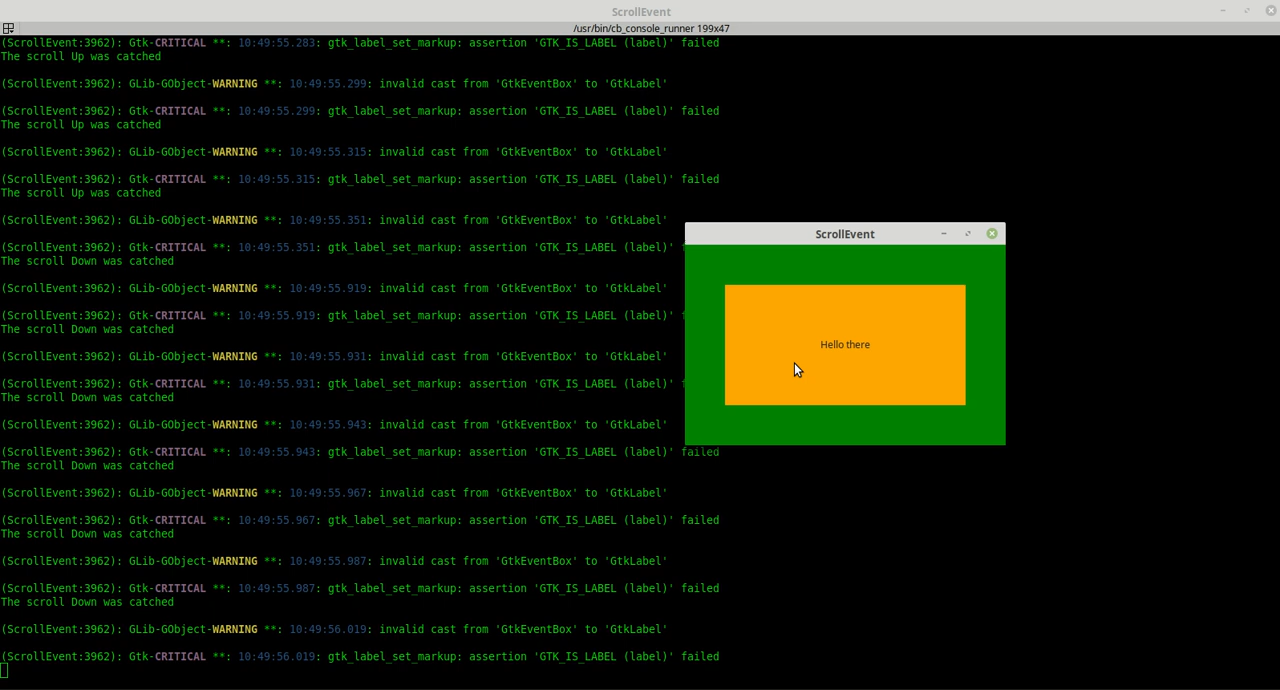 ScrollEvent
/usr/bin/cb_console_runner 199x47
(ScrollEvent:3962): Gtk-CRITICAL **: 10:49:55.283: gtk_label_set_markup: assertion 'GTK_IS_LABEL (label)' failed
The scroll Up was catched
(ScrollEvent:3962): GLib-GObject-WARNING **: 10:49:55.299: invalid cast from 'GtkEventBox' to 'GtkLabel'
(ScrollEvent:3962): Gtk-CRITICAL **: 10:49:55.299: gtk_label_set_markup: assertion 'GTK_IS_LABEL (label)' failed
The scroll Up was catched
(ScrollEvent:3962): GLib-GObject-WARNING **: 10:49:55.315: invalid cast from 'GtkEventBox' to 'GtkLabel'
(ScrollEvent:3962): Gtk-CRITICAL **: 10:49:55.315: gtk_label_set_markup: assertion 'GTK_IS_LABEL (label)' failed
The scroll Up was catched
(ScrollEvent:3962): GLib-GObject-WARNING **: 10:49:55.351: invalid cast from 'GtkEventBox' to 'GtkLabel'
(ScrollEvent:3962): Gtk-CRITICAL **: 10:49:55.351: gtk_label_set_markup: assertion 'GTK_IS_LABEL (label)'
The scroll Down was catched
(ScrollEvent:3962): GLib-GObject-WARNING **: 10:49:55.919: invalid cast from 'GtkEventBox' to 'GtkLabel'
(ScrollEvent:3962): Gtk-CRITICAL **: 10:49:55.919: gtk_label_set_markup: assertion 'GTK_IS_LABEL (label)'
The scroll Down was catched
(ScrollEvent:3962): GLib-GObject-WARNING **: 10:49:55.931: invalid cast from 'GtkEventBox' to 'GtkLabel'
(ScrollEvent:3962): Gtk-CRITICAL **: 10:49:55.931: gtk_label_set_markup: assertion 'GTK_IS_LABEL (label)'
The scroll Down was catched
(ScrollEvent:3962): GLib-GObject-WARNING **: 10:49:55.943: invalid cast from 'GtkEventBox' to 'GtkLabel'
(ScrollEvent:3962): Gtk-CRITICAL **: 10:49:55.943: gtk_label_set_markup: assertion 'GTK_IS_LABEL (label)' failed
The scroll Down was catched
(ScrollEvent:3962): GLib-GObject-WARNING **: 10:49:55.967: invalid cast from 'GtkEventBox' to 'GtkLabel'
(ScrollEvent:3962): Gtk-CRITICAL **: 10:49:55.967: gtk_label_set_markup: assertion 'GTK_IS_LABEL (label)' failed
The scroll Down was catched
(ScrollEvent:3962): GLib-GObject-WARNING **: 10:49:55.987: invalid cast from 'GtkEventBox' to 'GtkLabel'
(ScrollEvent:3962): Gtk-CRITICAL **: 10:49:55.987: gtk_label_set_markup: assertion 'GTK_IS_LABEL (label)' failed
The scroll Down was catched
(ScrollEvent:3962): GLib-GObject-WARNING **: 10:49:56.019: invalid cast from 'GtkEventBox' to 'GtkLabel'
(ScrollEvent:3962): Gtk-CRITICAL **: 10:49:56.019: gtk_label_set_markup: assertion 'GTK_IS_LABEL (label)' failed
ScrollEvent
Hello there